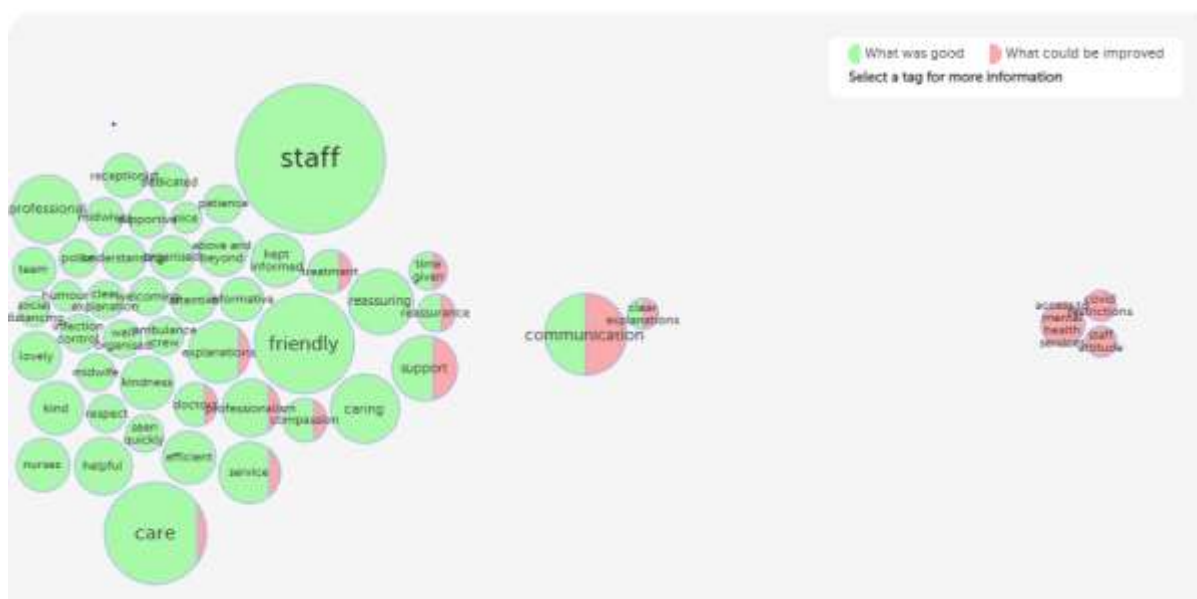 What was good
What could be improved
Select a tag for more information
staff
receptionist
dedicated
professional
midwives
supportive
nice
patience
team
polite
understanding
organised
above and
beyond
kept
informed
treatment
time
given
humour
clear
explanation
welcoming
attentive
informative
reassuring
reassurance
social
distancing
infection
control
well
organised
ambulance
crew
explanations
friendly
communication
clear
explanations
access to
mental
health
services
covid
restrictions
staff
attitude
lovely
midwife
kindness
support
kind
respect
doctors
professionalism
compassion
caring
seen
quickly
nurses
helpful
efficient
service
care